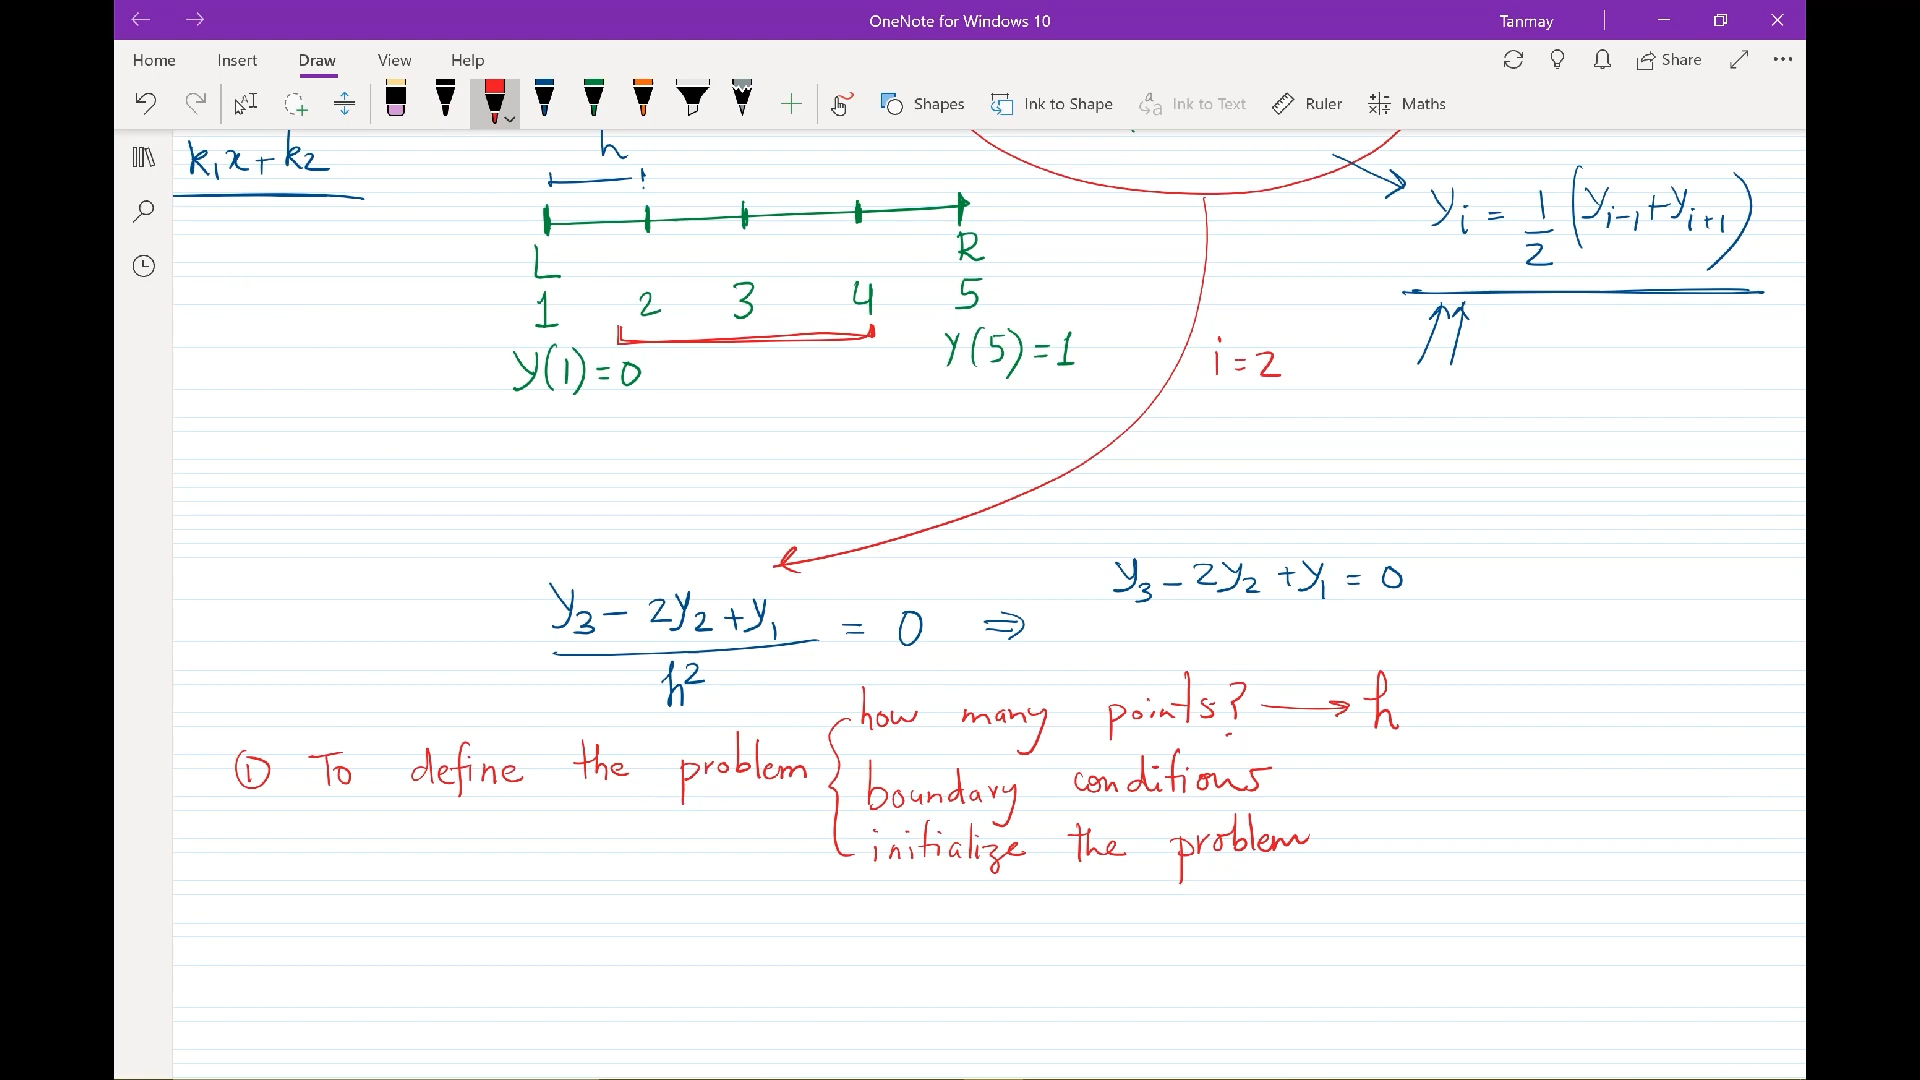 OneNote for Windows 10
Tanmay
Home Insert Draw View Help
Share
Shapes Ink to Shape Ink to Text Ruler Maths
k₁x + k₂
h
yᵢ = 1/2 (yᵢ₋₁ + yᵢ₊₁)
L R
1 2 3 4 5
y(1) = 0
y(5) = 1
i = 2
y₃ - 2y₂ + y₁ = 0
(y₃ - 2y₂ + y₁)/h² = 0 ⇒
how many points? → h
① To define the problem
boundary conditions
initialize the problem